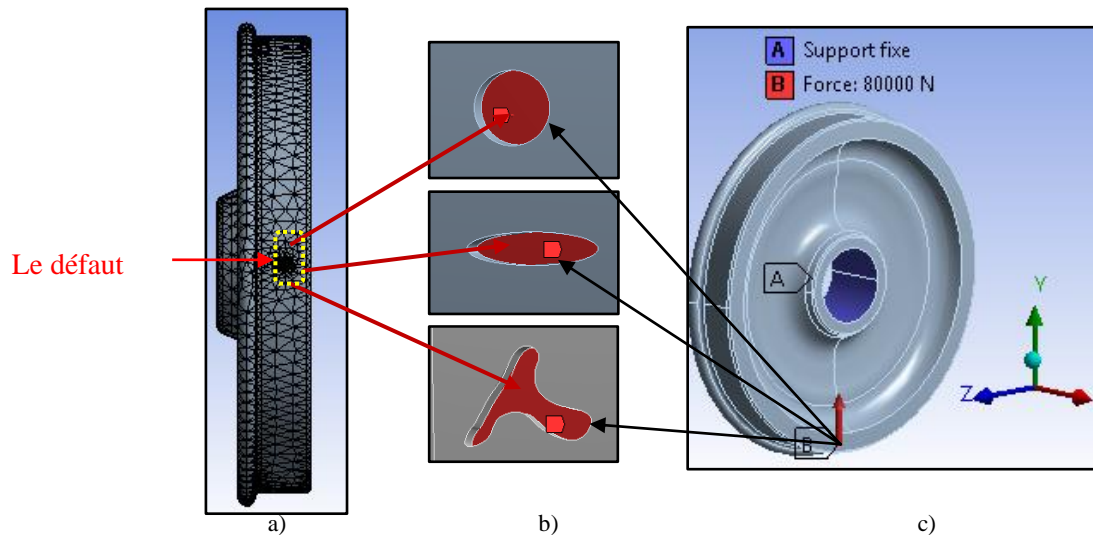 A Support fixe
B Force: 80000 N
Le défaut
A
B
Y
Z
a)
b)
c)